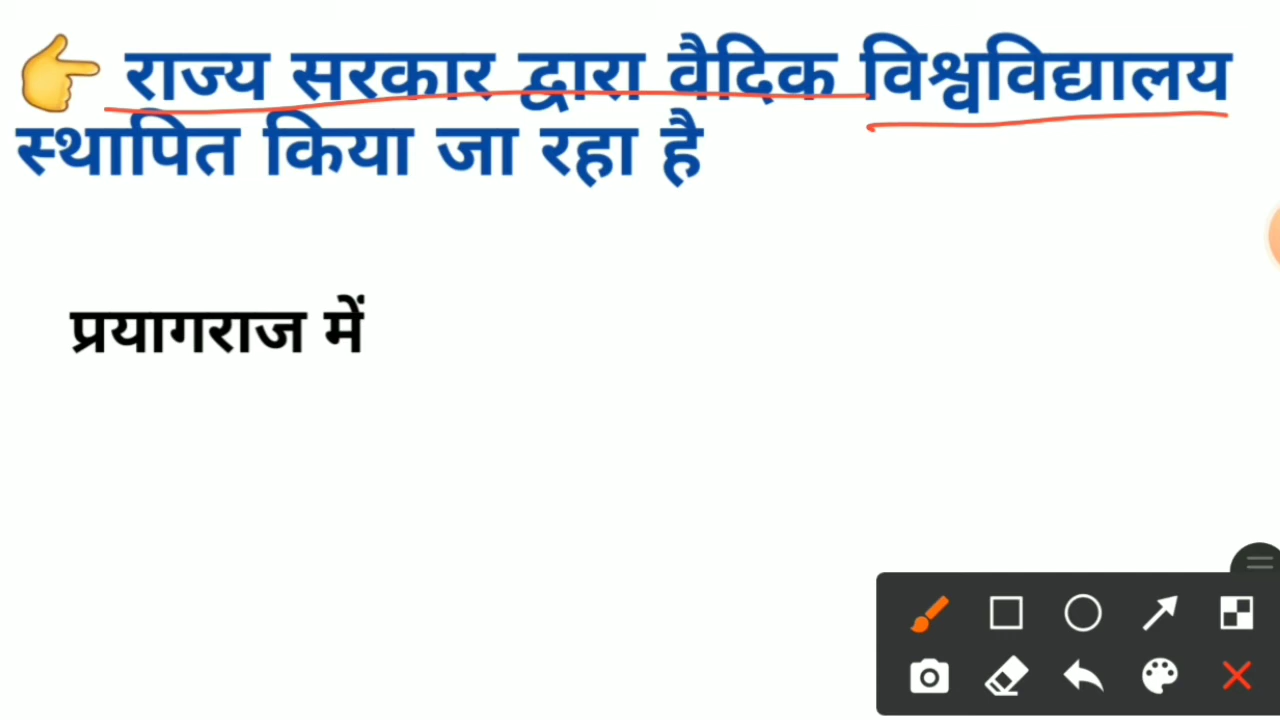 राज्य सरकार द्वारा वैदिक विश्वविद्यालय
स्थापित किया जा रहा है
प्रयागराज में